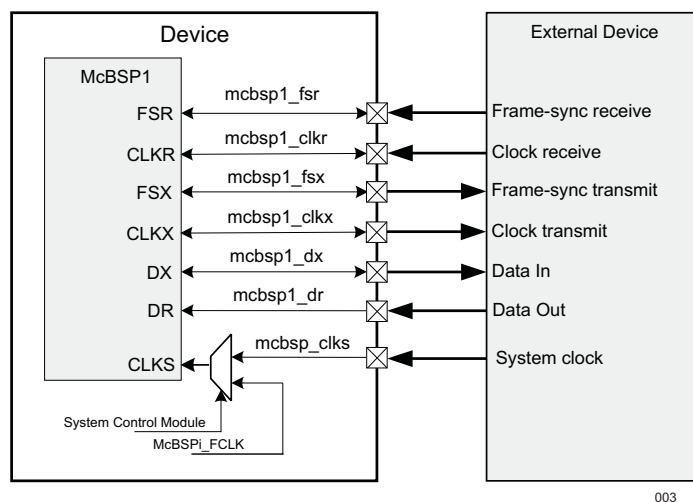 Device
External Device
McBSP1
FSR
mcbsp1_fsr
Frame-sync receive
CLKR
mcbsp1_clkr
Clock receive
FSX
mcbsp1_fsx
Frame-sync transmit
CLKX
mcbsp1_clkx
Clock transmit
DX
mcbsp1_dx
Data In
DR
mcbsp1_dr
Data Out
CLKS
mcbsp_clks
System clock
System Control Module
McBSPi_FCLK
003